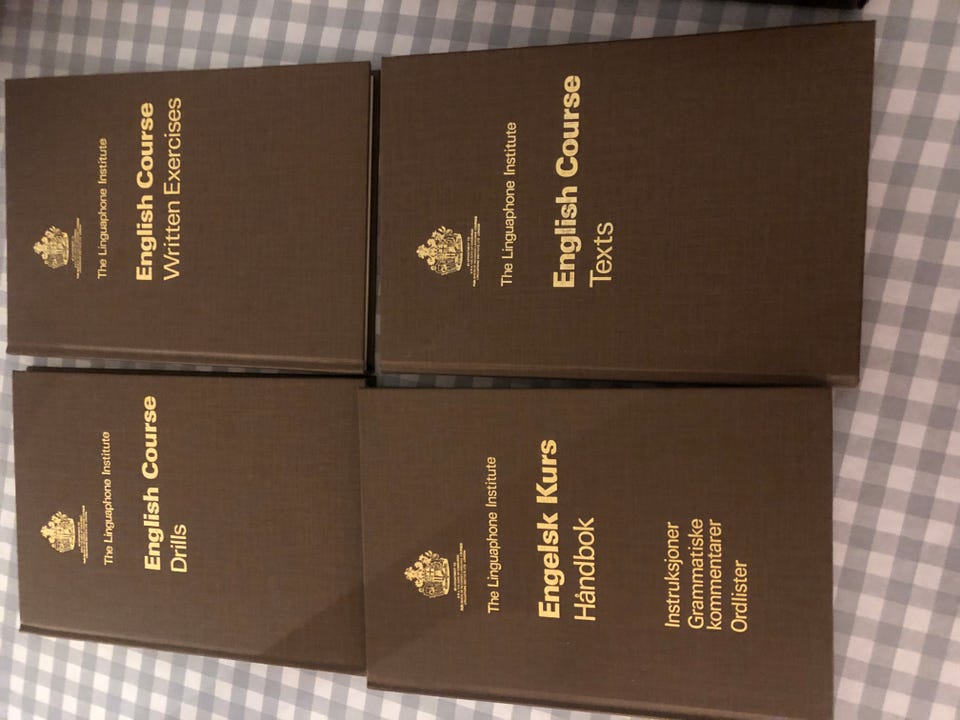 The Linguaphone Institute
English Course
Written Exercises
The Linguaphone Institute
English Course
Texts
The Linguaphone Institute
English Course
Drills
The Linguaphone Institute
Engelsk Kurs
Håndbok
Instruksjoner
Grammatiske
kommentarer
Ordlister